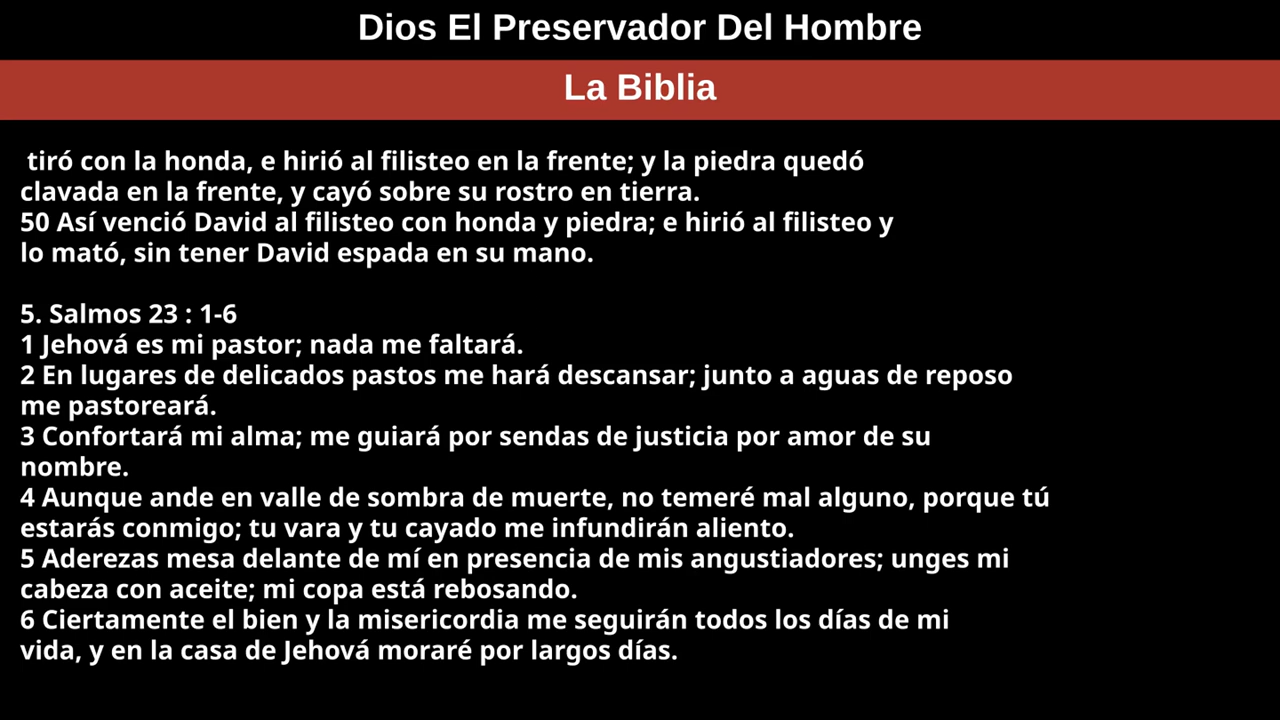 Dios El Preservador Del Hombre
La Biblia
tiró con la honda, e hirió al filisteo en la frente; y la piedra quedó
clavada en la frente, y cayó sobre su rostro en tierra.
50 Así venció David al filisteo con honda y piedra; e hirió al filisteo y
lo mató, sin tener David espada en su mano.
5. Salmos 23 : 1-6
1 Jehová es mi pastor; nada me faltará.
2 En lugares de delicados pastos me hará descansar; junto a aguas de reposo
me pastoreará.
3 Confortará mi alma; me guiará por sendas de justicia por amor de su
nombre.
4 Aunque ande en valle de sombra de muerte, no temeré mal alguno, porque tú
estarás conmigo; tu vara y tu cayado me infundirán aliento.
5 Aderezas mesa delante de mí en presencia de mis angustiadores; unges mi
cabeza con aceite; mi copa está rebosando.
6 Ciertamente el bien y la misericordia me seguirán todos los días de mi
vida, y en la casa de Jehová moraré por largos días.